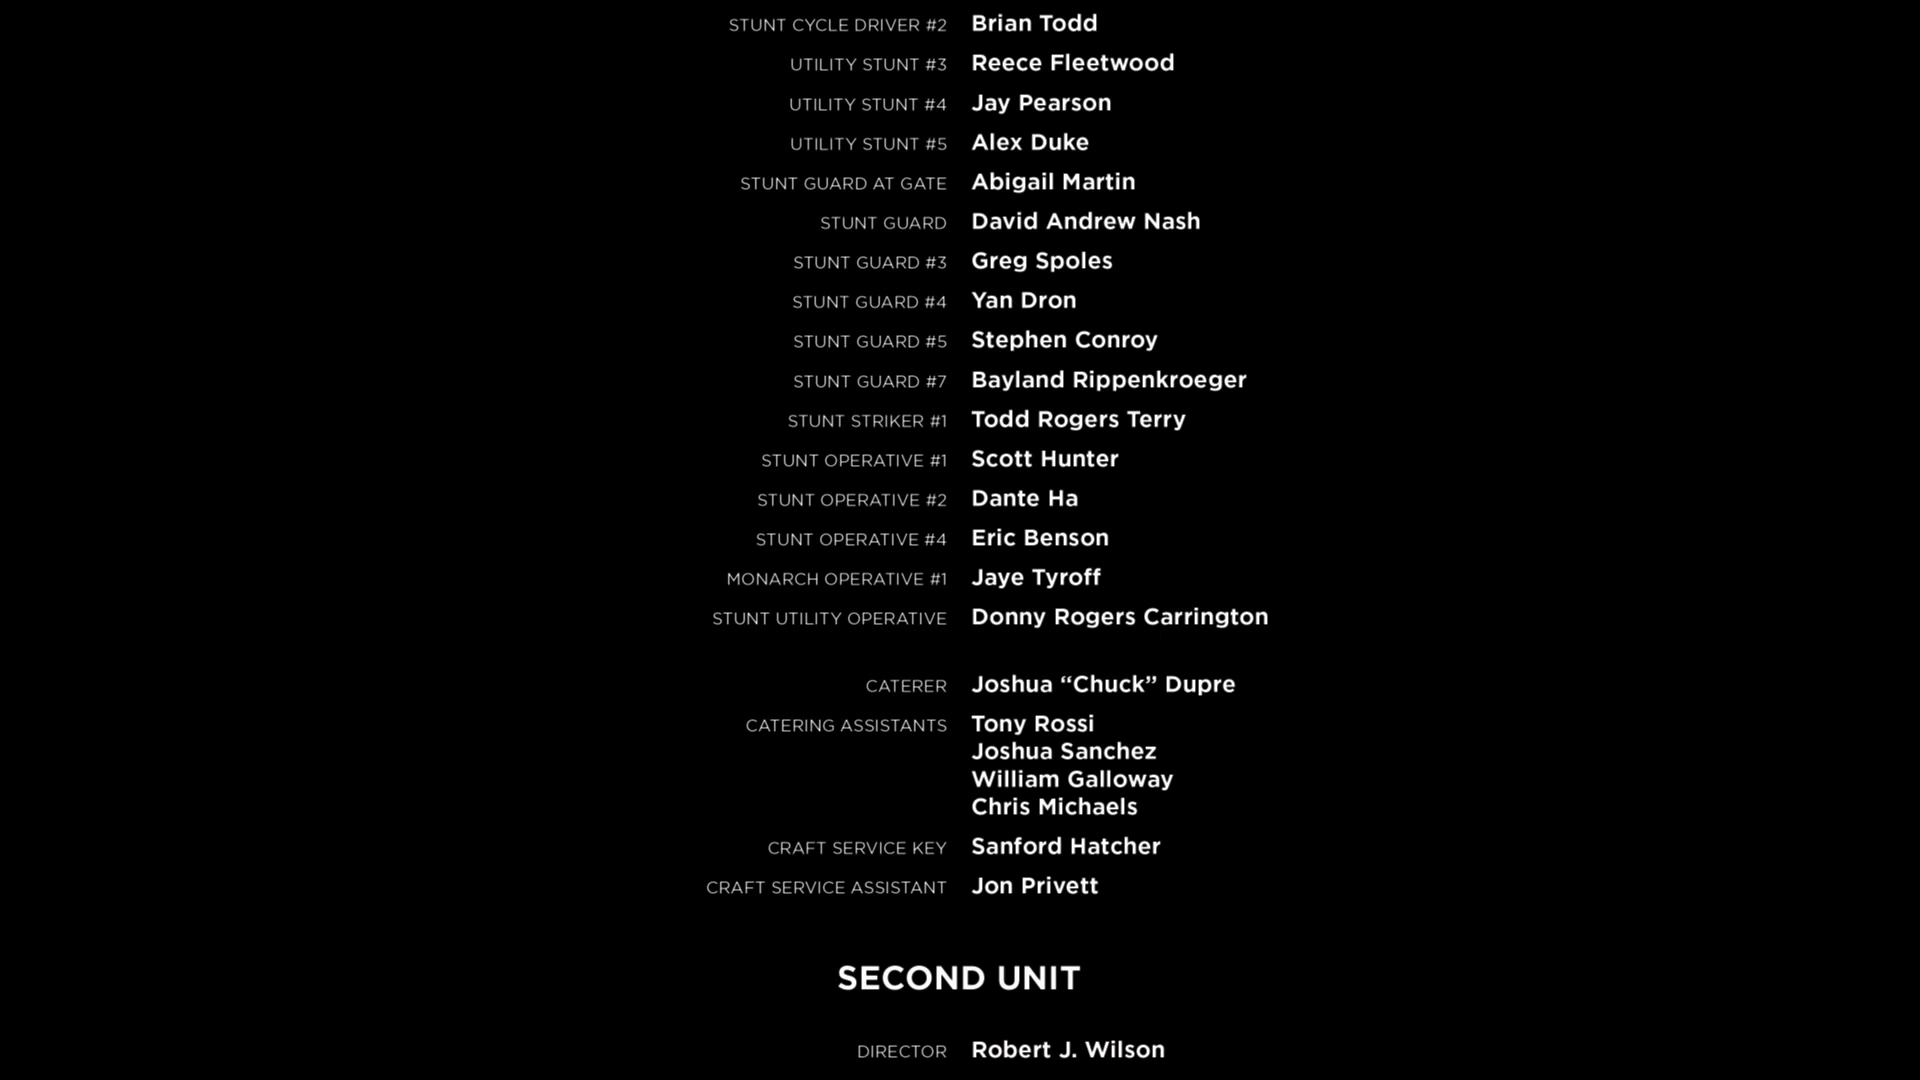 STUNT CYCLE DRIVER #2 Brian Todd
UTILITY STUNT #3 Reece Fleetwood
UTILITY STUNT #4 Jay Pearson
UTILITY STUNT #5 Alex Duke
STUNT GUARD AT GATE Abigail Martin
STUNT GUARD David Andrew Nash
STUNT GUARD #3 Greg Spoles
STUNT GUARD #4 Yan Dron
STUNT GUARD #5 Stephen Conroy
STUNT GUARD #7 Bayland Rippenkroeger
STUNT STRIKER #1 Todd Rogers Terry
STUNT OPERATIVE #1 Scott Hunter
STUNT OPERATIVE #2 Dante Ha
STUNT OPERATIVE #4 Eric Benson
MONARCH OPERATIVE #1 Jaye Tyroff
STUNT UTILITY OPERATIVE Donny Rogers Carrington
CATERER Joshua “Chuck” Dupre
CATERING ASSISTANTS Tony Rossi
Joshua Sanchez
William Galloway
Chris Michaels
CRAFT SERVICE KEY Sanford Hatcher
CRAFT SERVICE ASSISTANT Jon Privett
SECOND UNIT
DIRECTOR Robert J. Wilson